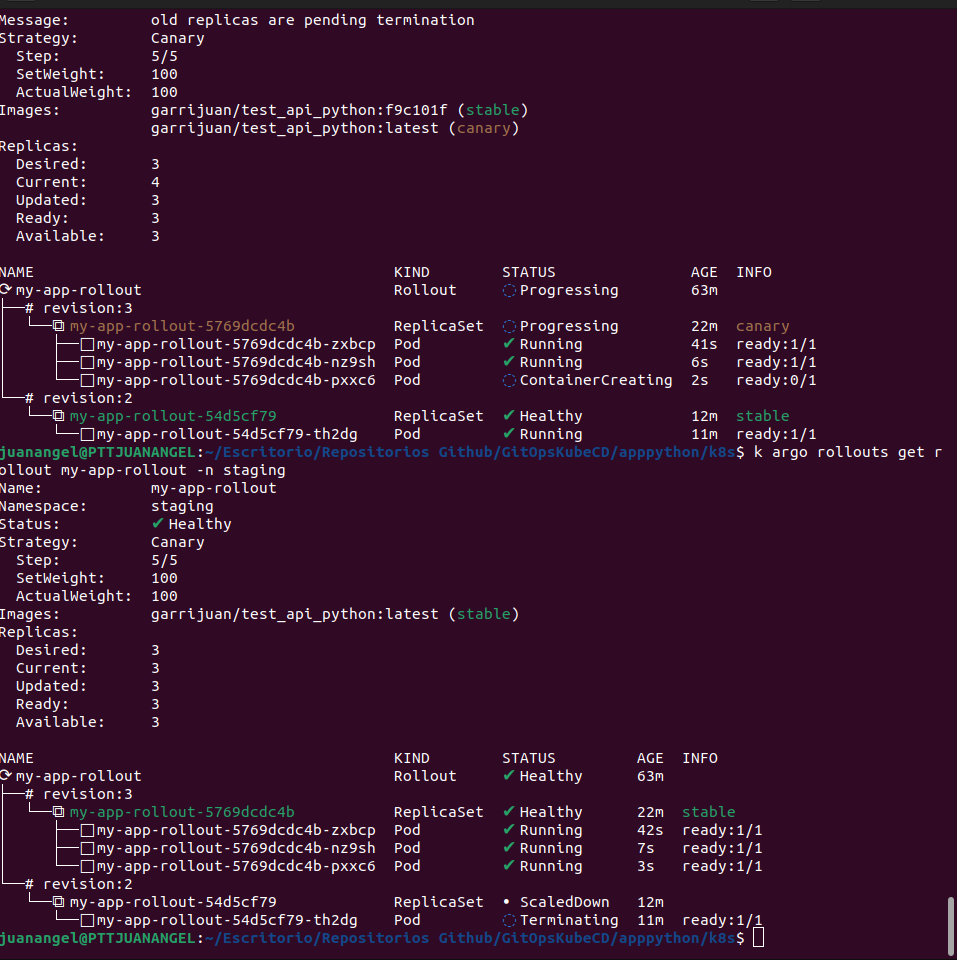 Message:         old replicas are pending termination
Strategy:        Canary
  Step:          5/5
  SetWeight:     100
  ActualWeight:  100
Images:          garrijuan/test_api_python:f9c101f (stable)
                 garrijuan/test_api_python:latest (canary)
Replicas:
  Desired:       3
  Current:       4
  Updated:       3
  Ready:         3
  Available:     3
NAME                                       KIND        STATUS               AGE  INFO
⟳ my-app-rollout                           Rollout     ◌ Progressing        63m
├──# revision:3
│  └──⧉ my-app-rollout-5769dcdc4b          ReplicaSet  ◌ Progressing        22m  canary
│     ├──□ my-app-rollout-5769dcdc4b-zxbcp Pod         ✔ Running            41s  ready:1/1
│     ├──□ my-app-rollout-5769dcdc4b-nz9sh Pod         ✔ Running            6s   ready:1/1
│     └──□ my-app-rollout-5769dcdc4b-pxxc6 Pod         ◌ ContainerCreating  2s   ready:0/1
└──# revision:2
   └──⧉ my-app-rollout-54d5cf79            ReplicaSet  ✔ Healthy            12m  stable
      └──□ my-app-rollout-54d5cf79-th2dg   Pod         ✔ Running            11m  ready:1/1
juanangel@PTTJUANANGEL:~/Escritorio/Repositorios Github/GitOpsKubeCD/apppython/k8s$ k argo rollouts get r
ollout my-app-rollout -n staging
Name:            my-app-rollout
Namespace:       staging
Status:          ✔ Healthy
Strategy:        Canary
  Step:          5/5
  SetWeight:     100
  ActualWeight:  100
Images:          garrijuan/test_api_python:latest (stable)
Replicas:
  Desired:       3
  Current:       3
  Updated:       3
  Ready:         3
  Available:     3
NAME                                       KIND        STATUS         AGE  INFO
⟳ my-app-rollout                           Rollout     ✔ Healthy      63m
├──# revision:3
│  └──⧉ my-app-rollout-5769dcdc4b          ReplicaSet  ✔ Healthy      22m  stable
│     ├──□ my-app-rollout-5769dcdc4b-zxbcp Pod         ✔ Running      42s  ready:1/1
│     ├──□ my-app-rollout-5769dcdc4b-nz9sh Pod         ✔ Running      7s   ready:1/1
│     └──□ my-app-rollout-5769dcdc4b-pxxc6 Pod         ✔ Running      3s   ready:1/1
└──# revision:2
   └──⧉ my-app-rollout-54d5cf79            ReplicaSet  • ScaledDown   12m
      └──□ my-app-rollout-54d5cf79-th2dg   Pod         ◌ Terminating  11m  ready:1/1
juanangel@PTTJUANANGEL:~/Escritorio/Repositorios Github/GitOpsKubeCD/apppython/k8s$